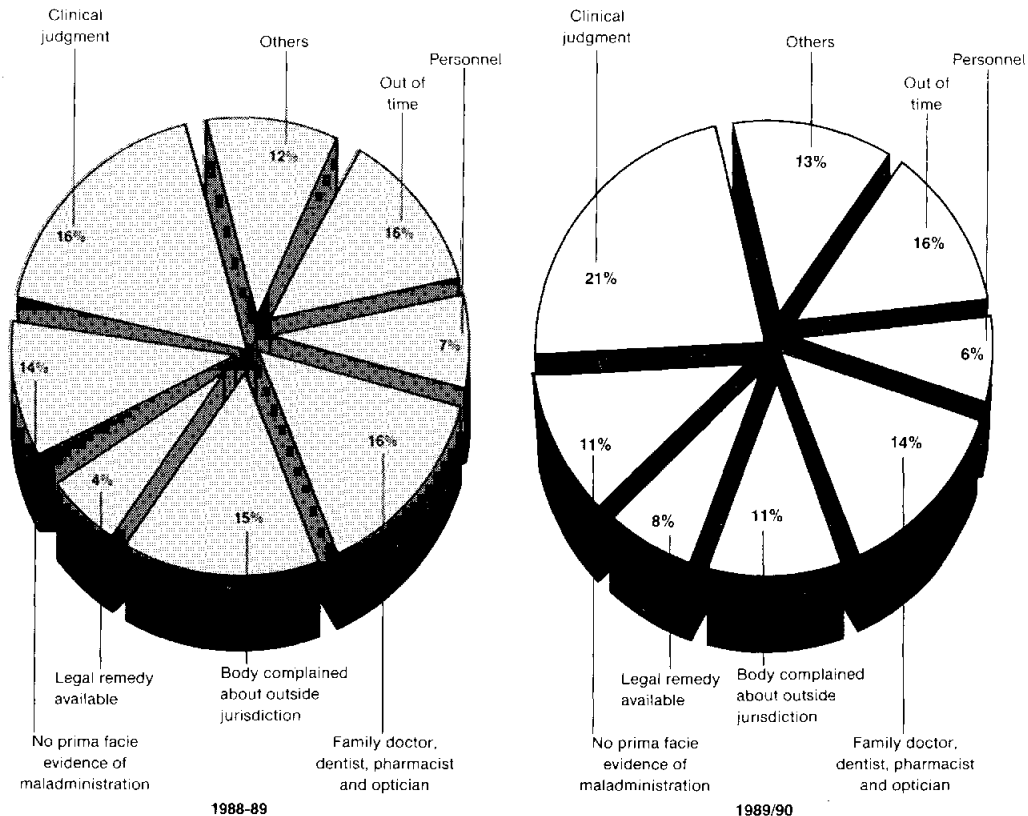 Clinical
judgment
Others
Out of
time
Personnel
12%
16%
16%
7%
14%
16%
4%
15%
Legal remedy
available
Body complained
about outside
jurisdiction
No prima facie
evidence of
maladministration
Family doctor,
dentist, pharmacist
and optician
1988-89
Clinical
judgment
Others
Out of
time
Personnel
13%
16%
21%
6%
11%
14%
8%
11%
Legal remedy
available
Body complained
about outside
jurisdiction
No prima facie
evidence of
maladministration
Family doctor,
dentist, pharmacist
and optician
1989/90